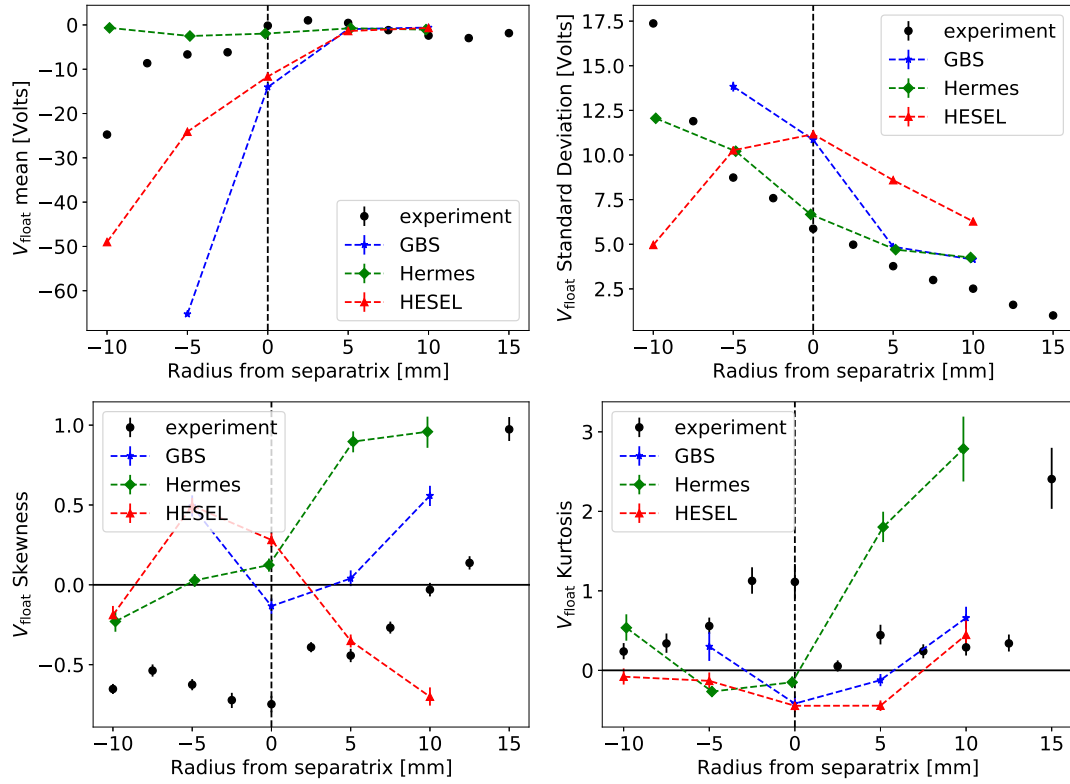 V_float mean [Volts]
0
−10
−20
−30
−40
−50
−60
experiment
GBS
Hermes
HESEL
−10 −5 0 5 10 15
Radius from separatrix [mm]
V_float Standard Deviation [Volts]
17.5
15.0
12.5
10.0
7.5
5.0
2.5
experiment
GBS
Hermes
HESEL
−10 −5 0 5 10 15
Radius from separatrix [mm]
V_float Skewness
1.0
0.5
0.0
−0.5
experiment
GBS
Hermes
HESEL
−10 −5 0 5 10 15
Radius from separatrix [mm]
V_float Kurtosis
3
2
1
0
experiment
GBS
Hermes
HESEL
−10 −5 0 5 10 15
Radius from separatrix [mm]